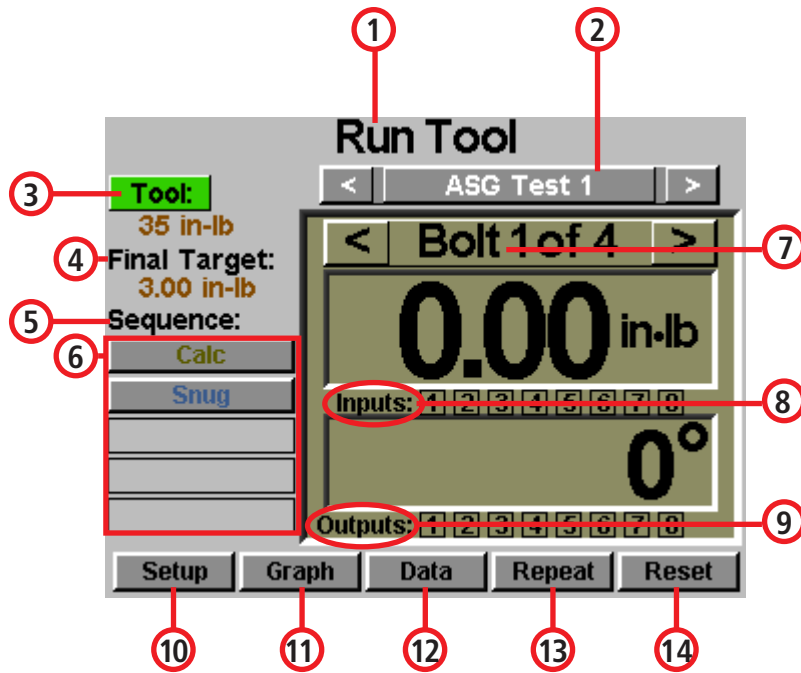 1 2
Run Tool
3 Tool: < ASG Test 1 >
35 in-lb
4 Final Target:
3.00 in-lb
< Bolt 1 of 4 > 7
5 Sequence:
0.00 in•lb
6 Calc
Snug
Inputs: 1 2 3 4 5 6 7 8 8
0°
Outputs: 1 2 3 4 5 6 7 8 9
Setup Graph Data Repeat Reset
10 11 12 13 14